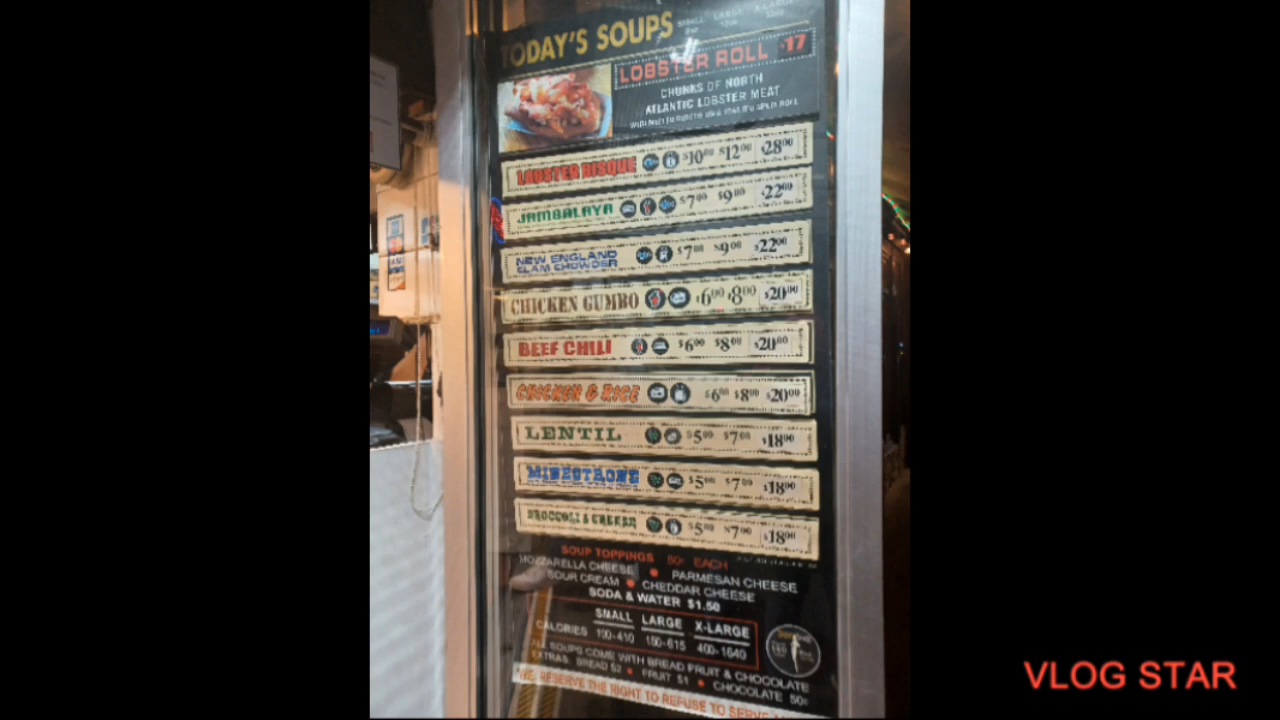 TODAY'S SOUPS SMALL LARGE X-LARGE
LOBSTER ROLL $17
CHUNKS OF NORTH
ATLANTIC LOBSTER MEAT
LOBSTER BISQUE $10.00 $12.00 $28.00
JAMBALAYA $7.00 $9.00 $22.00
NEW ENGLAND
CLAM CHOWDER $7.00 $9.00 $22.00
CHICKEN GUMBO $6.00 $8.00 $20.00
BEEF CHILI $6.00 $8.00 $20.00
CHICKEN & RICE $6.00 $8.00 $20.00
LENTIL $5.00 $7.00 $18.00
MINESTRONE $5.00 $7.00 $18.00
BROCCOLI & CHEESE $5.00 $7.00 $18.00
SOUP TOPPINGS 80¢ EACH
MOZZARELLA CHEESE • PARMESAN CHEESE
SOUR CREAM • CHEDDAR CHEESE
SODA & WATER $1.50
SMALL LARGE X-LARGE
CALORIES 100-410 150-615 400-1640
ALL SOUPS COME WITH BREAD FRUIT & CHOCOLATE
EXTRAS: BREAD $2 • FRUIT $1 • CHOCOLATE 50¢
WE RESERVE THE RIGHT TO REFUSE TO SERVE
VLOG STAR